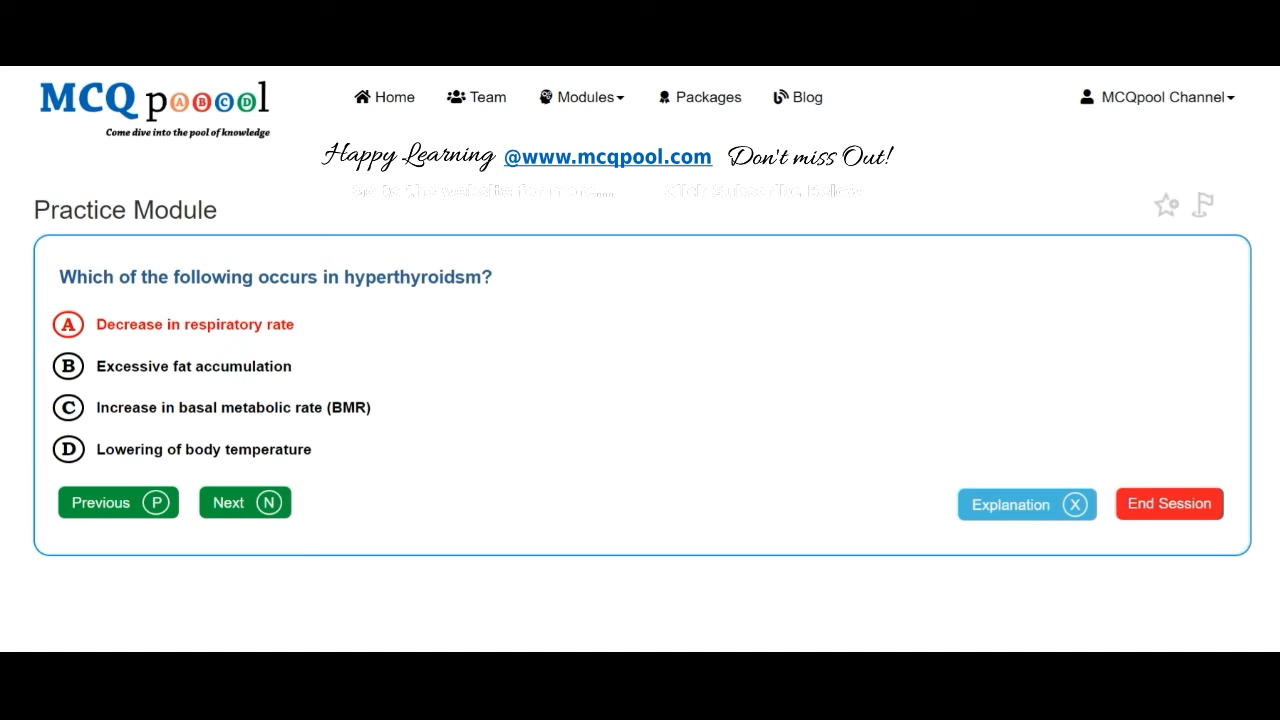 MCQ pooool
Come dive into the pool of knowledge
Home Team Modules Packages Blog MCQpool Channel
Happy Learning @www.mcqpool.com Don't miss Out!
Practice Module
Which of the following occurs in hyperthyroidsm?
A Decrease in respiratory rate
B Excessive fat accumulation
C Increase in basal metabolic rate (BMR)
D Lowering of body temperature
Previous P Next N Explanation X End Session